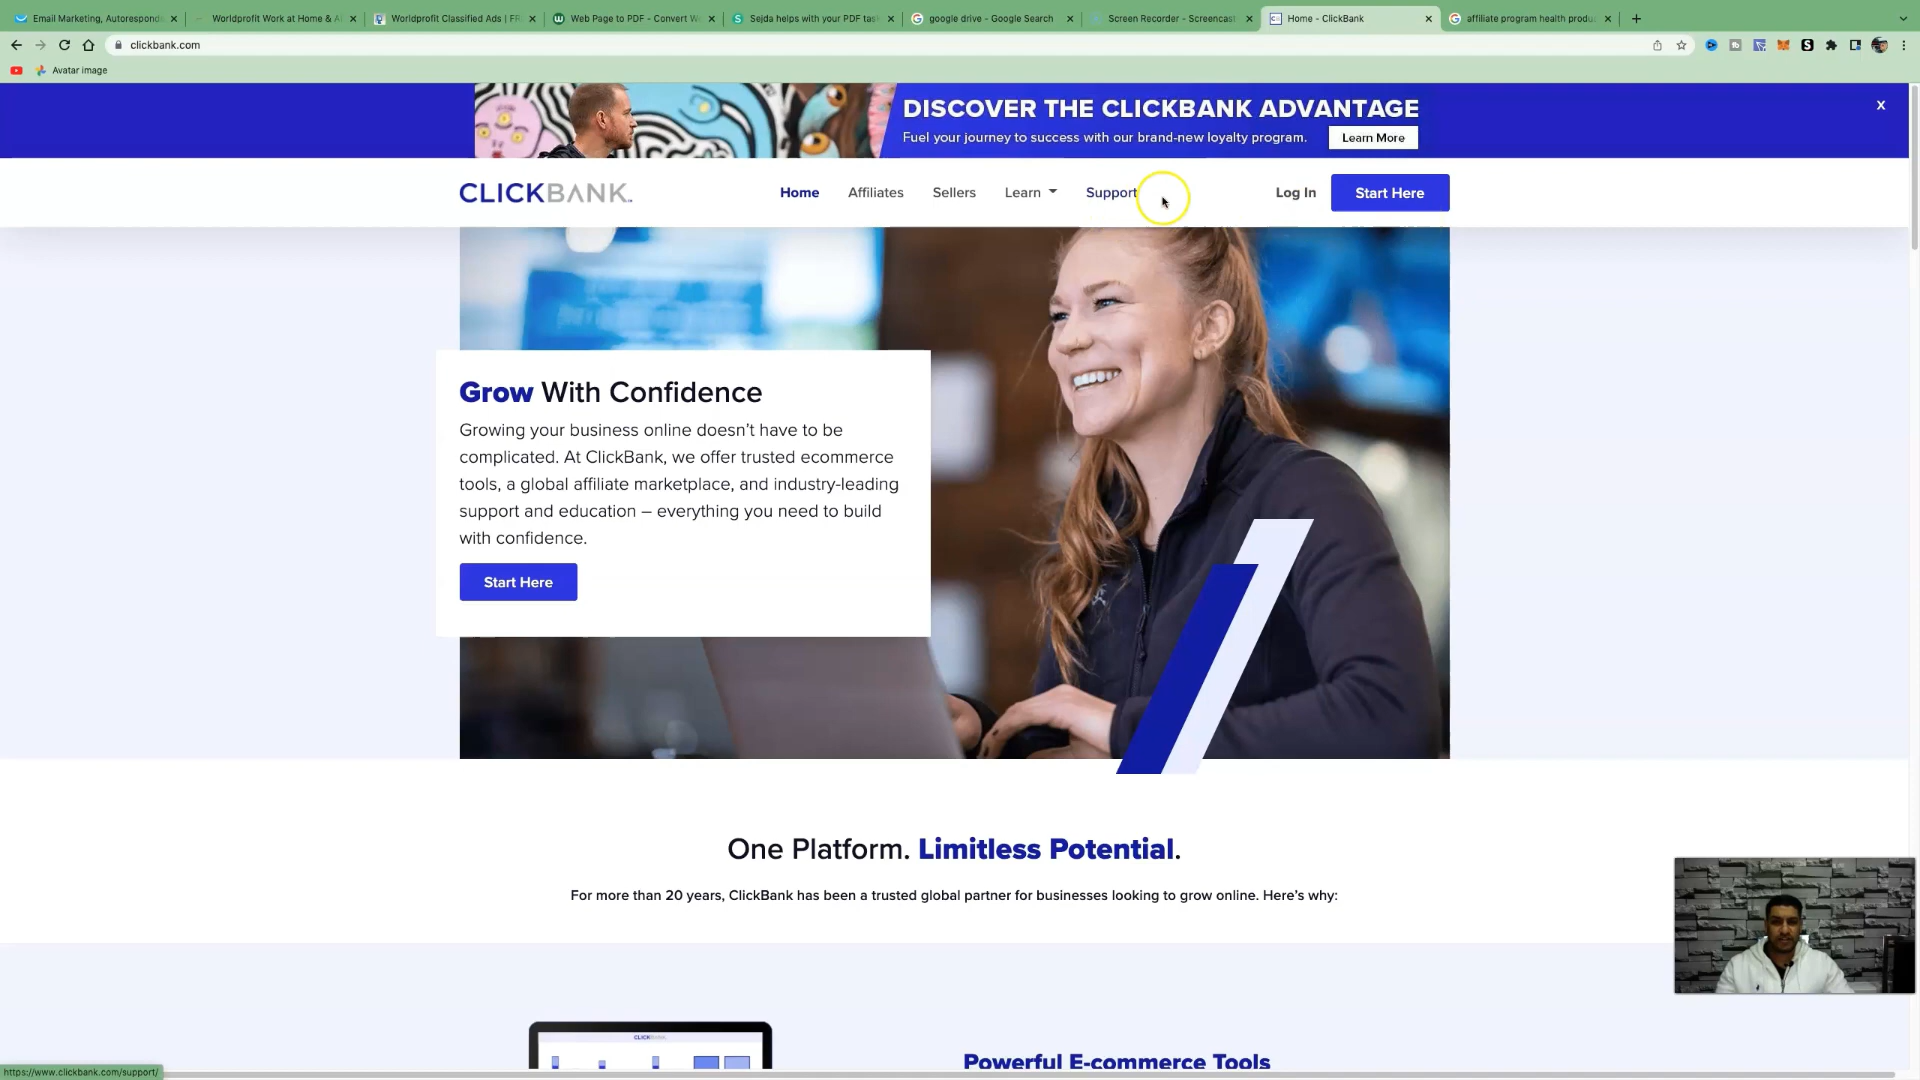 Email Marketing, Autoresponde
Worldprofit Work at Home & A
Worldprofit Classified Ads | FR
Web Page to PDF - Convert W
Sejda helps with your PDF tas
google drive - Google Search
Screen Recorder - Screencas
Home - ClickBank
affiliate program health produ
clickbank.com
Avatar image
DISCOVER THE CLICKBANK ADVANTAGE
Fuel your journey to success with our brand-new loyalty program.
Learn More
X
CLICKBANK
Home
Affiliates
Sellers
Learn
Support
Log In
Start Here
Grow With Confidence
Growing your business online doesn’t have to be
complicated. At ClickBank, we offer trusted ecommerce
tools, a global affiliate marketplace, and industry-leading
support and education – everything you need to build
with confidence.
Start Here
One Platform. Limitless Potential.
For more than 20 years, ClickBank has been a trusted global partner for businesses looking to grow online. Here’s why:
CLICKBANK
Powerful E-commerce Tools
https://www.clickbank.com/support/